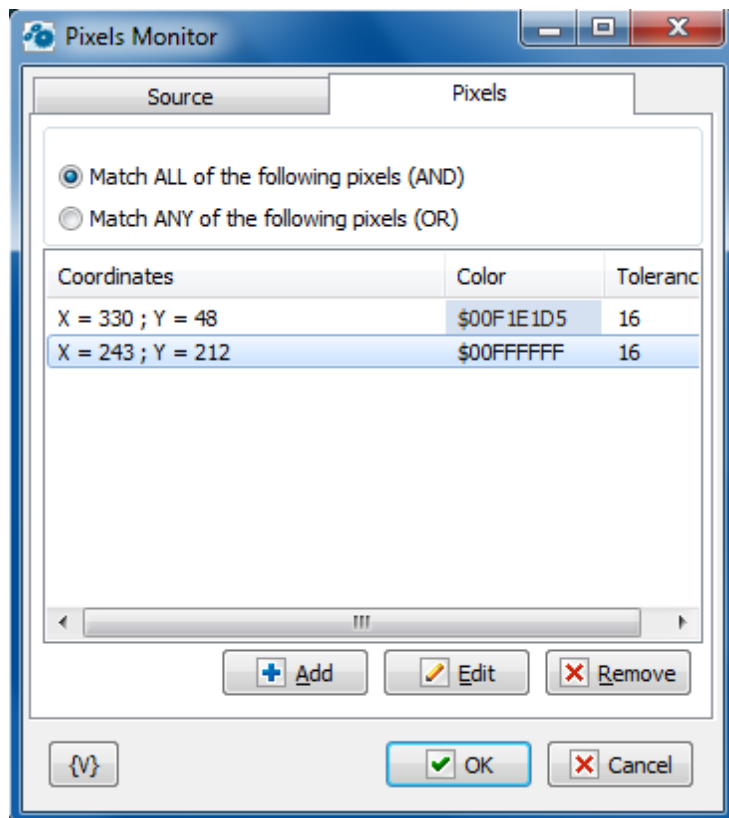 Pixels Monitor
Source Pixels
Match ALL of the following pixels (AND)
Match ANY of the following pixels (OR)
Coordinates Color Toleranc
X = 330 ; Y = 48 $00F1E1D5 16
X = 243 ; Y = 212 $00FFFFFF 16
Add Edit Remove
{V} OK Cancel